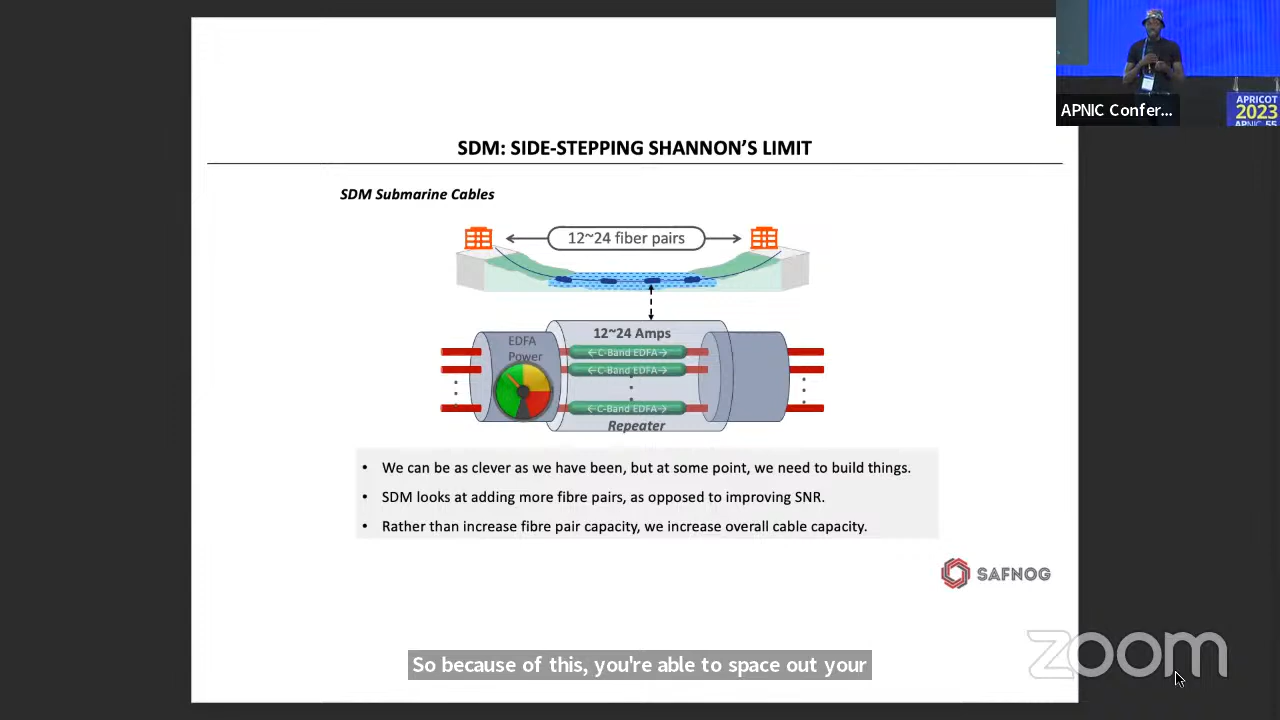 APNIC Confer...
APRICOT
2023
APNIC 55
SDM: SIDE-STEPPING SHANNON'S LIMIT
SDM Submarine Cables
12~24 fiber pairs
12~24 Amps
EDFA
Power
←C-Band EDFA→
←C-Band EDFA→
←C-Band EDFA→
Repeater
• We can be as clever as we have been, but at some point, we need to build things.
• SDM looks at adding more fibre pairs, as opposed to improving SNR.
• Rather than increase fibre pair capacity, we increase overall cable capacity.
SAFNOG
zoom
So because of this, you're able to space out your